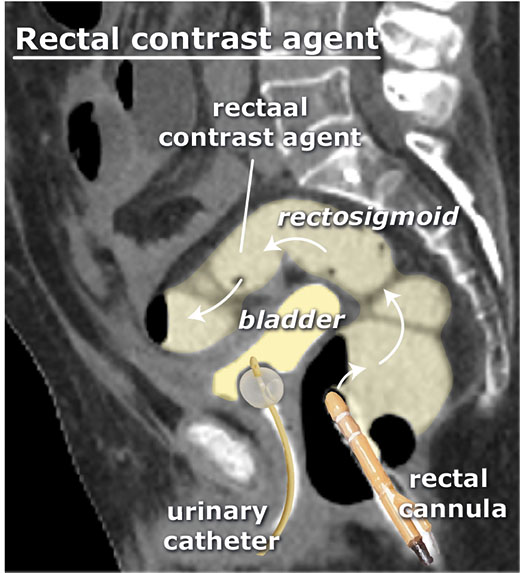 Rectal contrast agent
rectaal
contrast agent
rectosigmoid
bladder
rectal
cannula
urinary
catheter